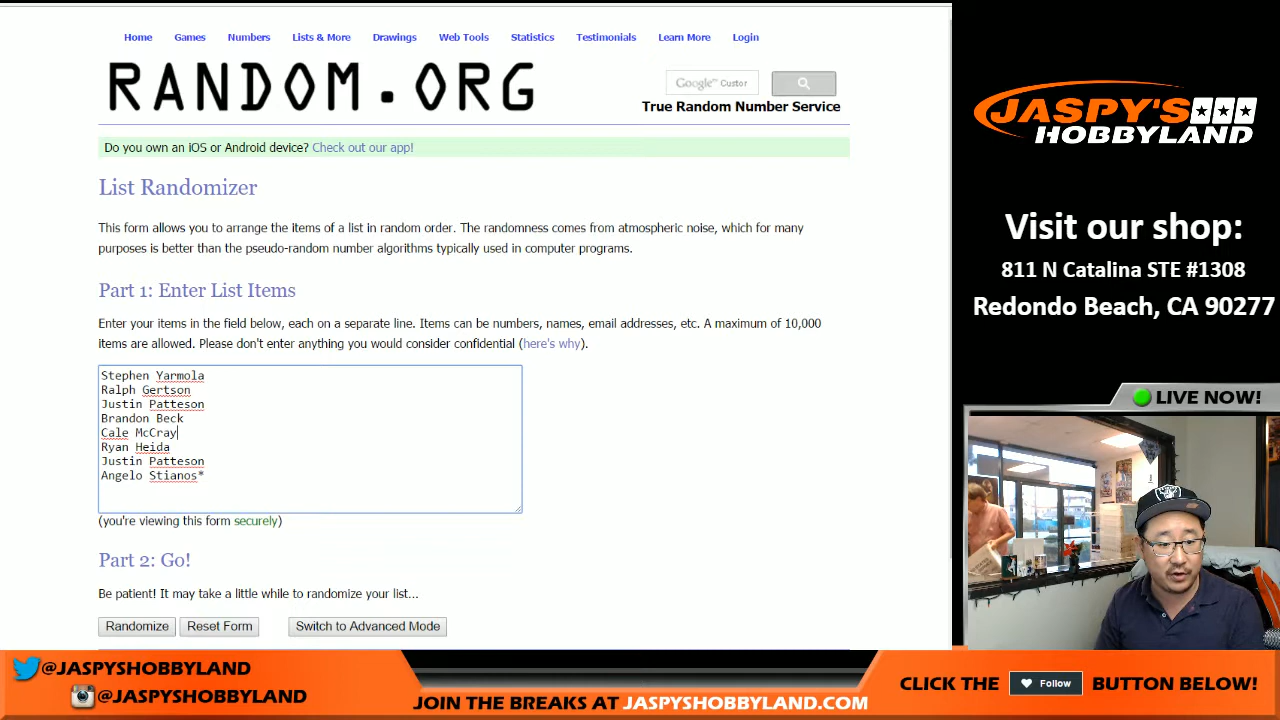 Home Games Numbers Lists & More Drawings Web Tools Statistics Testimonials Learn More Login
RANDOM.ORG
Google™ Custor
True Random Number Service
Do you own an iOS or Android device? Check out our app!
List Randomizer
This form allows you to arrange the items of a list in random order. The randomness comes from atmospheric noise, which for many
purposes is better than the pseudo-random number algorithms typically used in computer programs.
Part 1: Enter List Items
Enter your items in the field below, each on a separate line. Items can be numbers, names, email addresses, etc. A maximum of 10,000
items are allowed. Please don't enter anything you would consider confidential (here's why).
Stephen Yarmola
Ralph Gertson
Justin Patteson
Brandon Beck
Cale McCray
Ryan Heida
Justin Patteson
Angelo Stianos*
(you're viewing this form securely)
Part 2: Go!
Be patient! It may take a little while to randomize your list...
Randomize Reset Form Switch to Advanced Mode
JASPY'S
HOBBYLAND
Visit our shop:
811 N Catalina STE #1308
Redondo Beach, CA 90277
LIVE NOW!
@JASPYSHOBBYLAND
@JASPYSHOBBYLAND
JOIN THE BREAKS AT JASPYSHOBBYLAND.COM
CLICK THE Follow BUTTON BELOW!